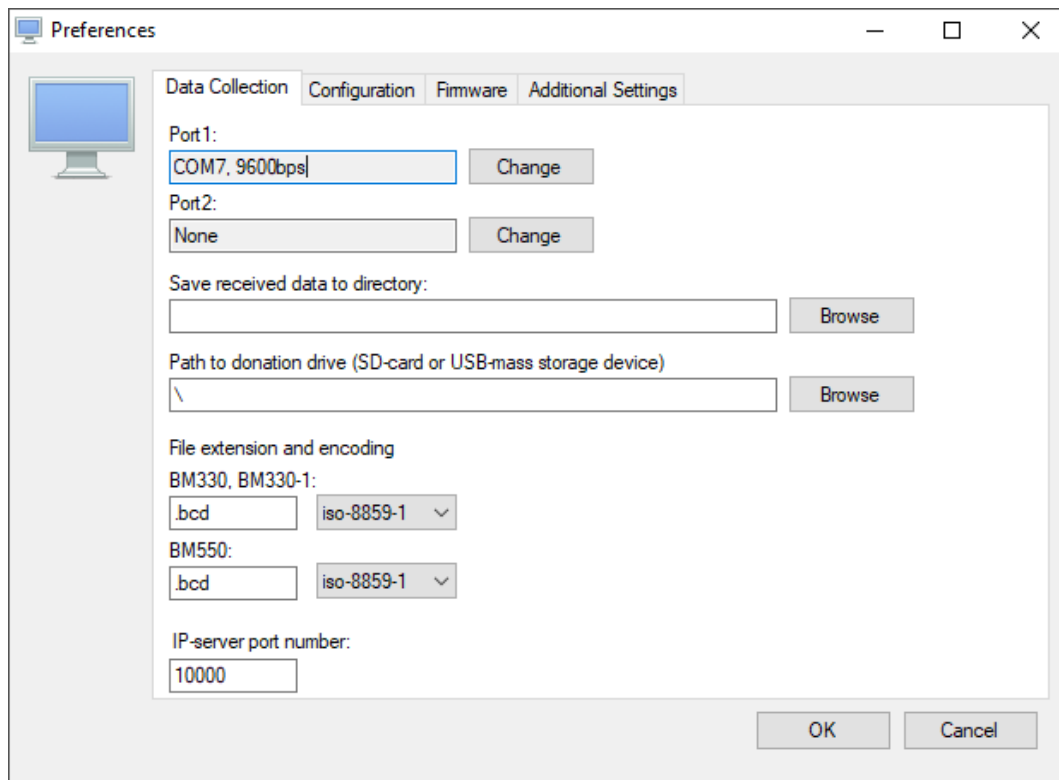 Preferences
Data Collection Configuration Firmware Additional Settings
Port1:
COM7, 9600bps Change
Port2:
None Change
Save received data to directory:
Browse
Path to donation drive (SD-card or USB-mass storage device)
\ Browse
File extension and encoding
BM330, BM330-1:
.bcd iso-8859-1
BM550:
.bcd iso-8859-1
IP-server port number:
10000
OK Cancel